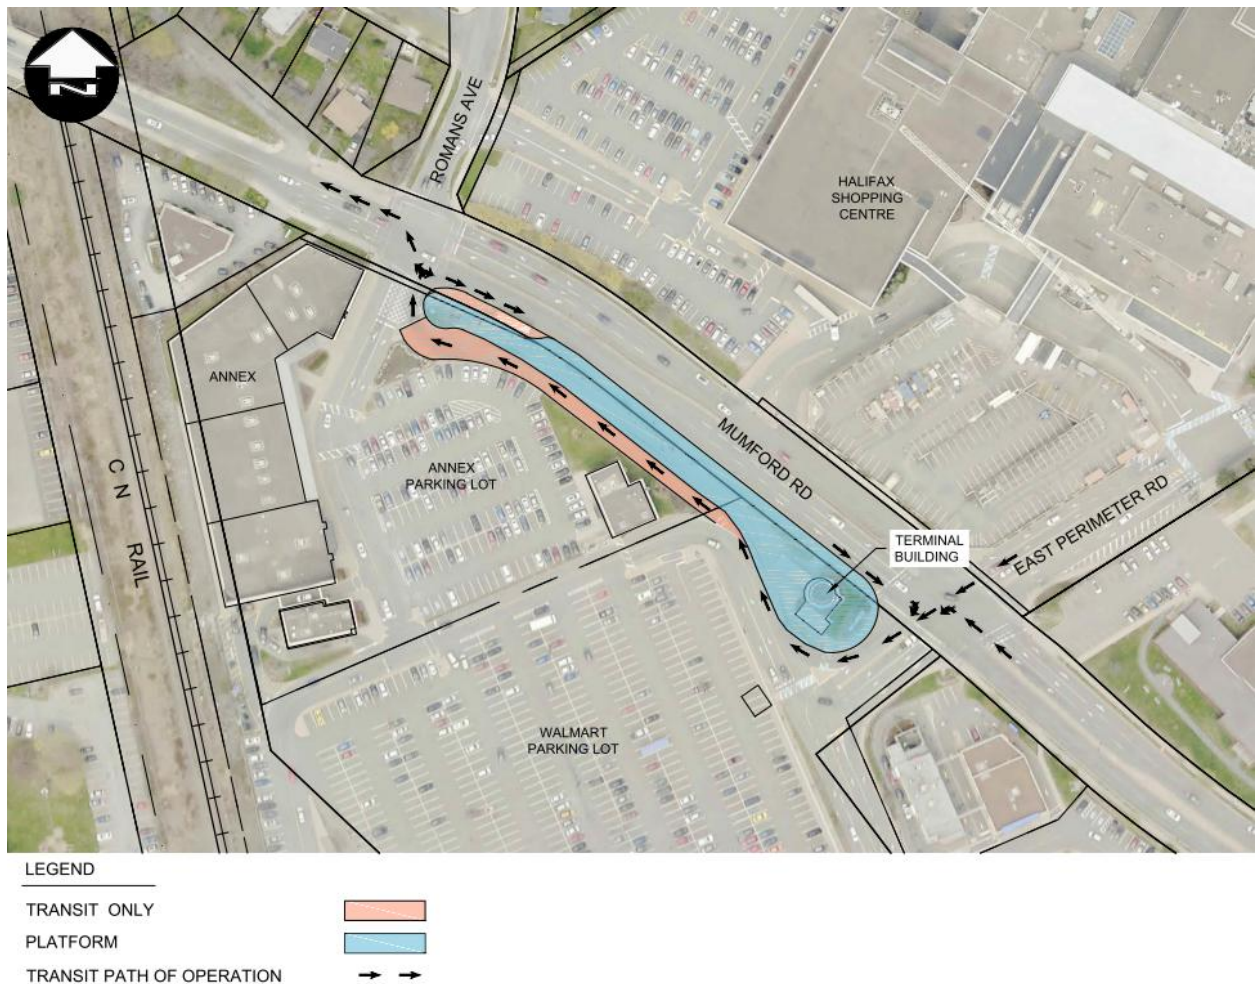 N
ROMANS AVE
HALIFAX
SHOPPING
CENTRE
ANNEX
C N RAIL
ANNEX
PARKING LOT
MUMFORD RD
TERMINAL
BUILDING
EAST PERIMETER RD
WALMART
PARKING LOT
LEGEND
TRANSIT ONLY
PLATFORM
TRANSIT PATH OF OPERATION